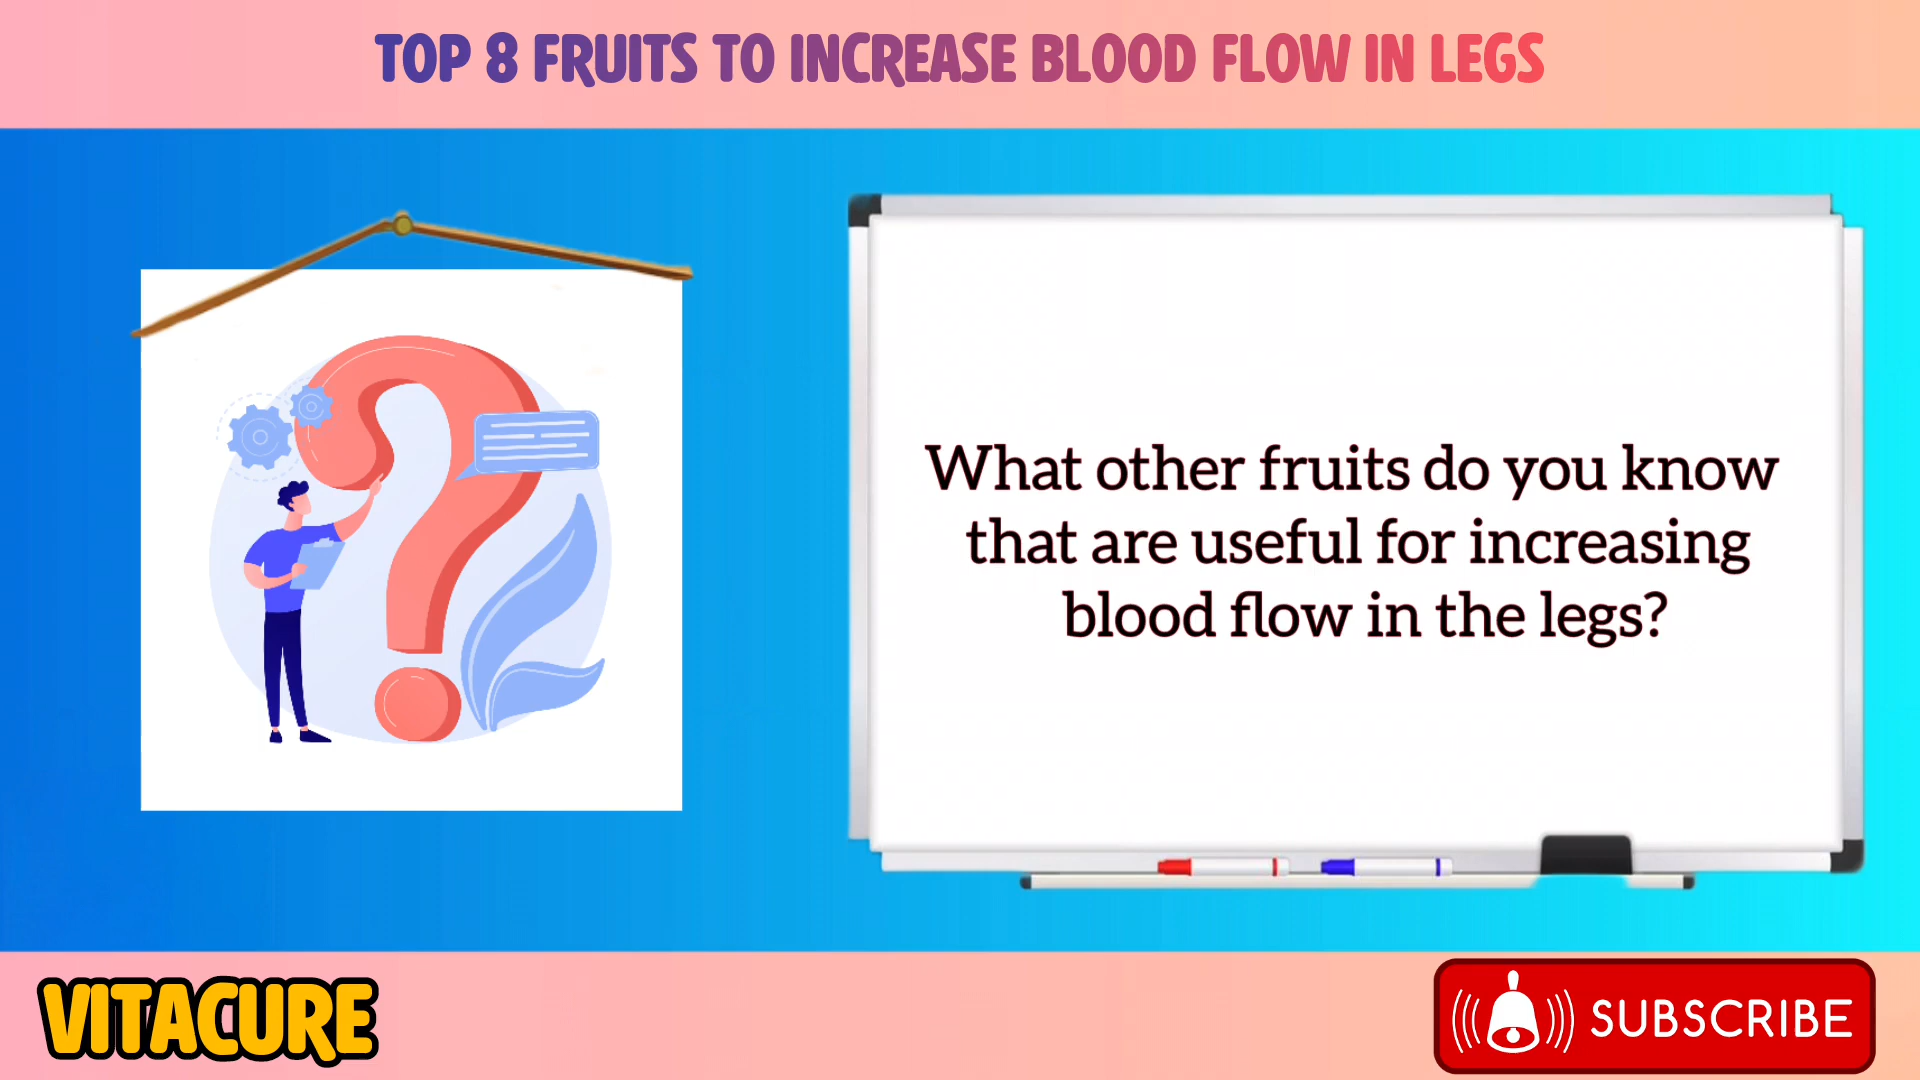 TOP 8 FRUITS TO INCREASE BLOOD FLOW IN LEGS
What other fruits do you know
that are useful for increasing
blood flow in the legs?
VITACURE
SUBSCRIBE